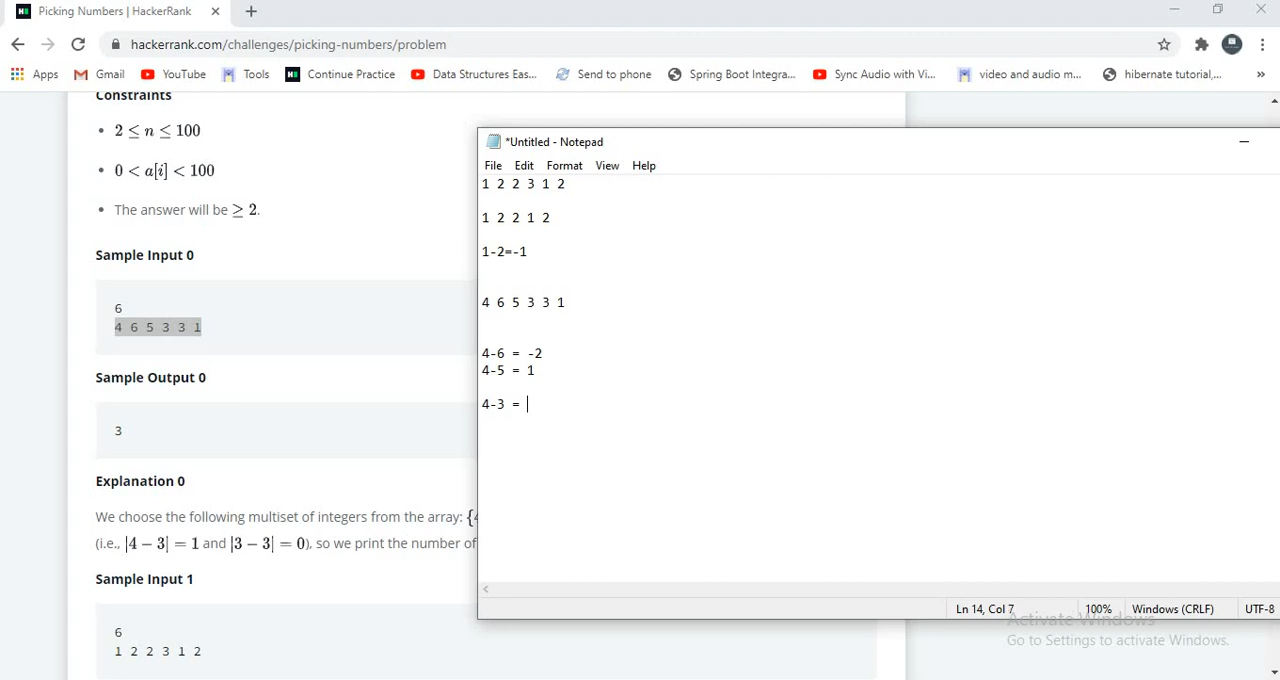 Picking Numbers | HackerRank
hackerrank.com/challenges/picking-numbers/problem
Apps Gmail YouTube Tools Continue Practice Data Structures Eas... Send to phone Spring Boot Integra... Sync Audio with Vi... video and audio m... hibernate tutorial,... »
Constraints
• 2 ≤ n ≤ 100
• 0 < a[i] < 100
• The answer will be ≥ 2.
Sample Input 0
6
4 6 5 3 3 1
Sample Output 0
3
Explanation 0
We choose the following multiset of integers from the array: {4
(i.e., |4 − 3| = 1 and |3 − 3| = 0), so we print the number of
Sample Input 1
6
1 2 2 3 1 2
*Untitled - Notepad
File Edit Format View Help
1 2 2 3 1 2
1 2 2 1 2
1-2=-1
4 6 5 3 3 1
4-6 = -2
4-5 = 1
4-3 =
Ln 14, Col 7 100% Windows (CRLF) UTF-8
Activate Windows
Go to Settings to activate Windows.